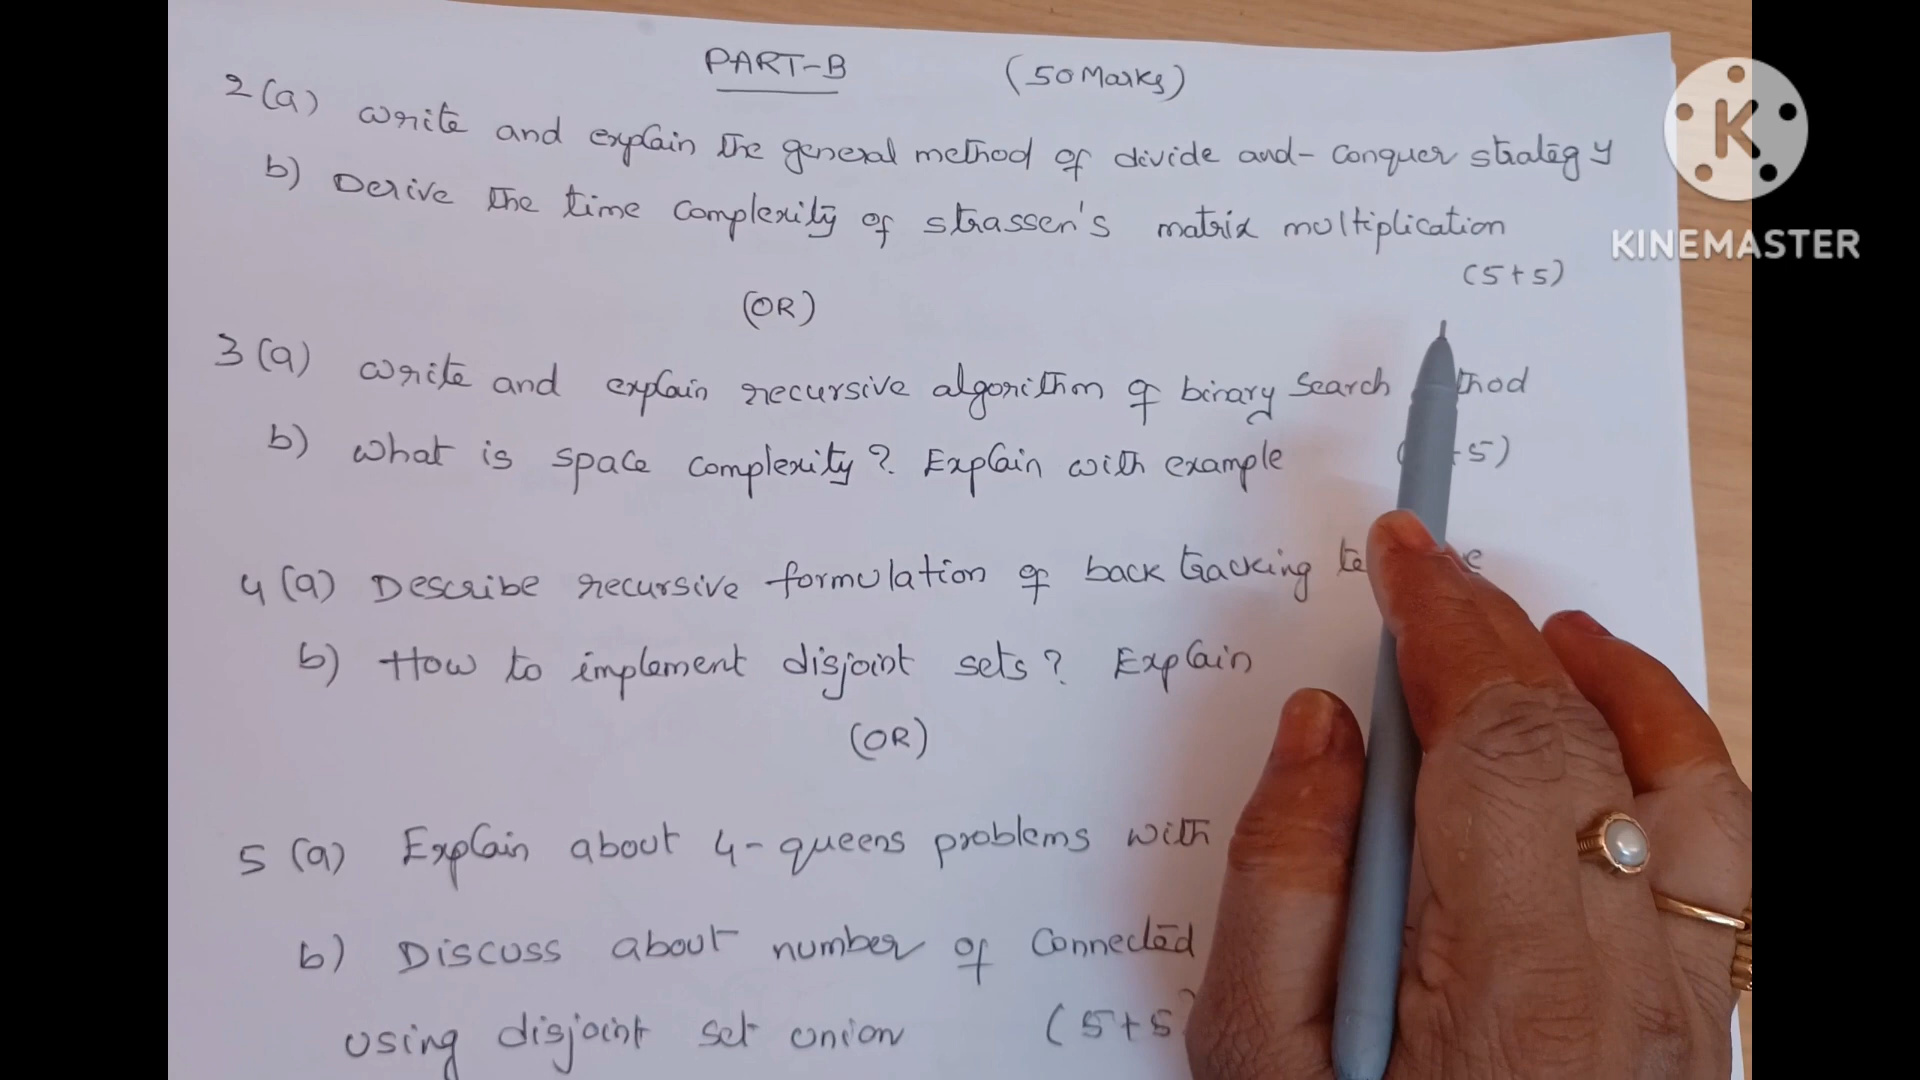 PART-B (50 Marks)
2(a) write and explain the general method of divide and- conquer strategy
b) Derive the time complexity of strassen's matrix multiplication
(5+5)
(OR)
3(a) write and explain recursive algorithm of binary search
b) what is space complexity? Explain with example 5)
4(a) Describe recursive formulation of back tracking
b) How to implement disjoint sets? Explain
(OR)
5(a) Explain about 4-queens problems with
b) Discuss about number of connected
using disjoint set union (5+5
K
KINEMASTER